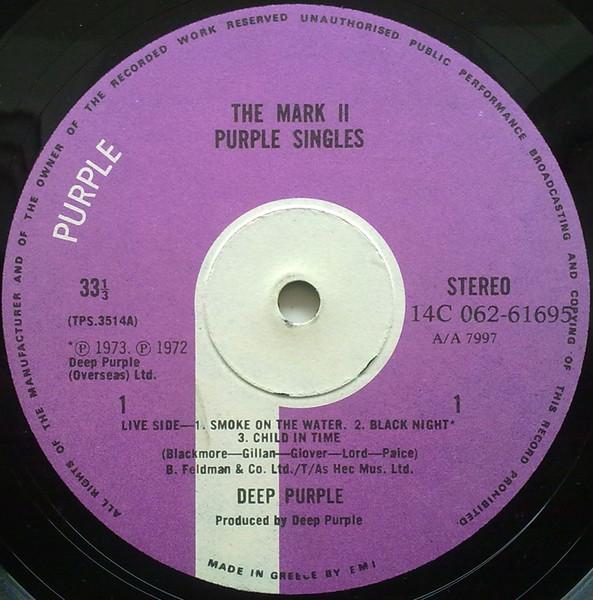 ALL RIGHTS OF THE MANUFACTURER AND OF THE OWNER OF THE RECORDED WORK RESERVED UNAUTHORISED PUBLIC PERFORMANCE BROADCASTING AND COPYING OF THIS RECORD PROHIBITED.
THE MARK II
PURPLE SINGLES
PURPLE
33⅓
STEREO
14C 062-61695
(TPS.3514A)
A/A 7997
*Ⓟ 1973. Ⓟ 1972
Deep Purple
(Overseas) Ltd.
1
1
LIVE SIDE—1. SMOKE ON THE WATER. 2. BLACK NIGHT*
3. CHILD IN TIME
(Blackmore—Gillan—Glover—Lord—Paice)
B. Feldman & Co. Ltd./T/As Hec Mus. Ltd.
DEEP PURPLE
Produced by Deep Purple
MADE IN GREECE BY EMI